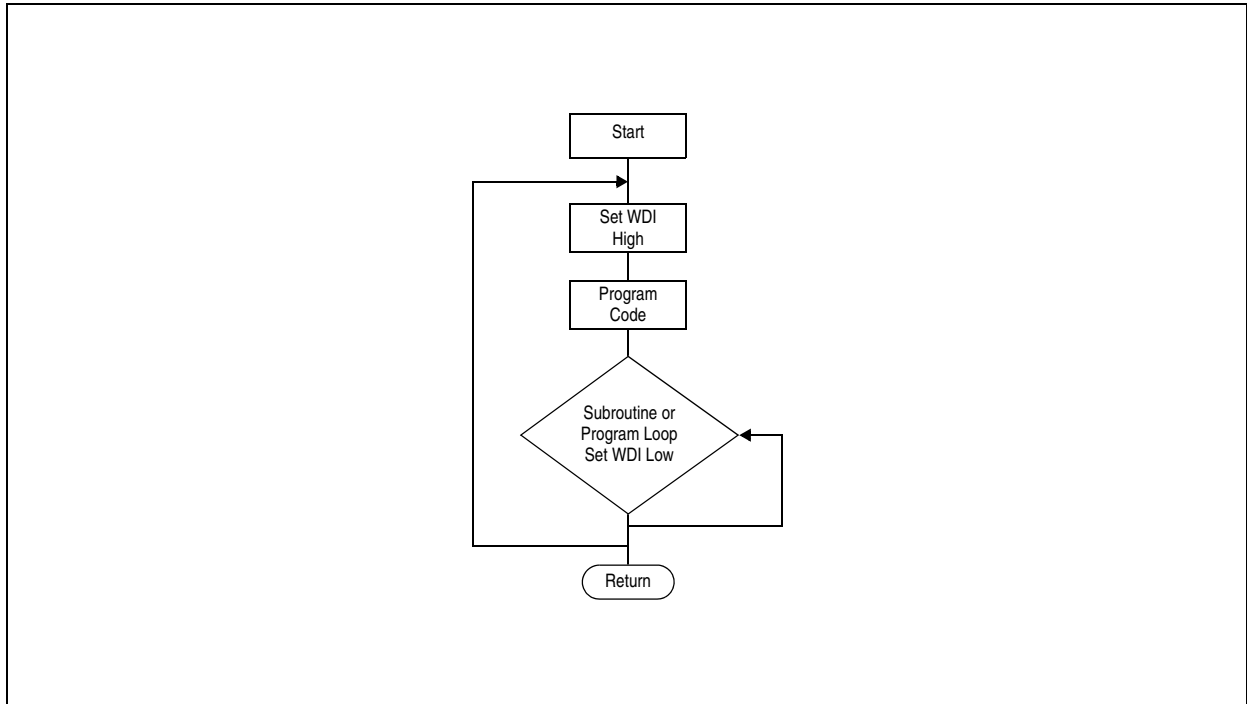 Start
Set WDI
High
Program
Code
Subroutine or
Program Loop
Set WDI Low
Return